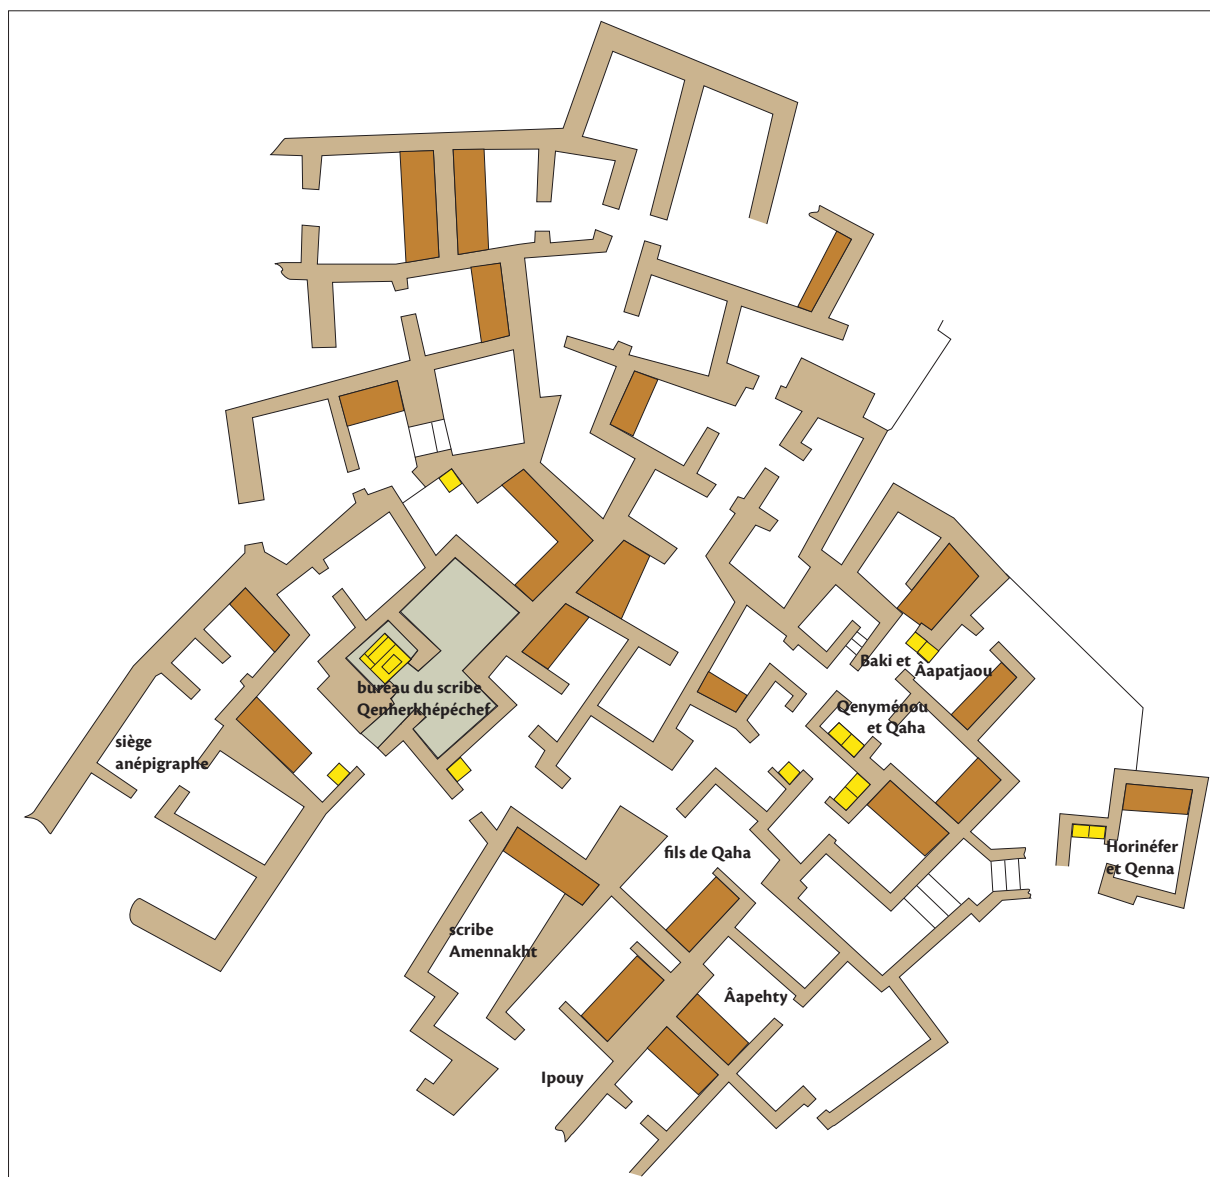 Baki et
Âapatjaou
bureau du scribe
Qenherkhépéchef
Qenyménou
et Qaha
siège
anépigraphe
Horinéfer
et Qenna
fils de Qaha
scribe
Amennakht
Âapehty
Ipouy